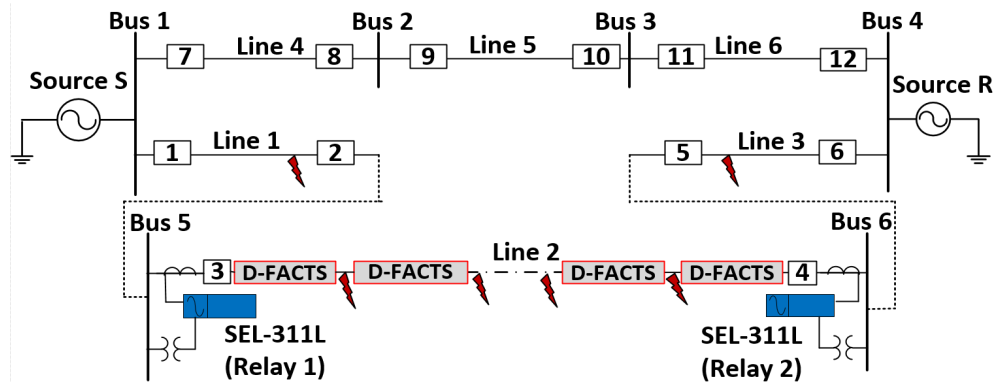 Bus 1
Bus 2
Bus 3
Bus 4
7
Line 4
8
9
Line 5
10
11
Line 6
12
Source S
Source R
1
Line 1
2
5
Line 3
6
Bus 5
Bus 6
3
D-FACTS
D-FACTS
Line 2
D-FACTS
D-FACTS
4
SEL-311L
(Relay 1)
SEL-311L
(Relay 2)